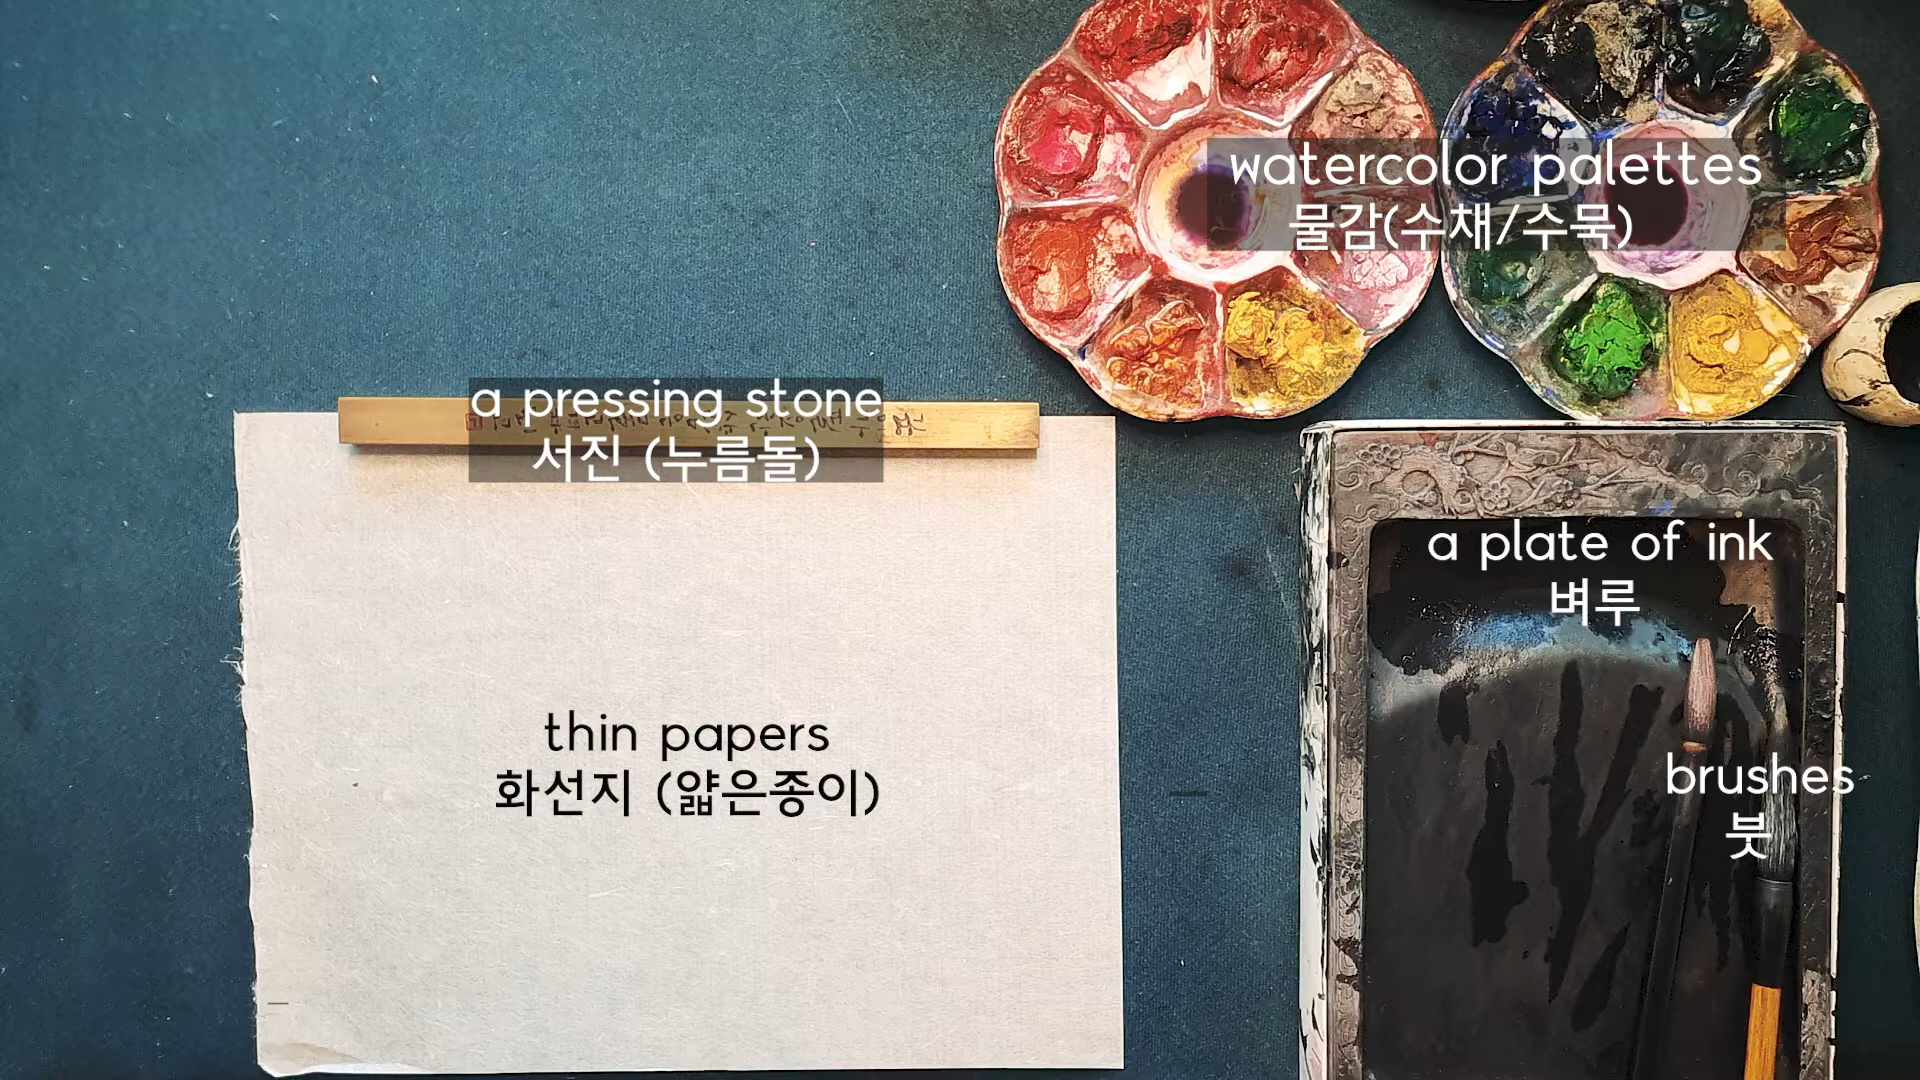 watercolor palettes
물감(수채/수묵)
a pressing stone
서진 (누름돌)
a plate of ink
벼루
thin papers
화선지 (얇은종이)
brushes
붓